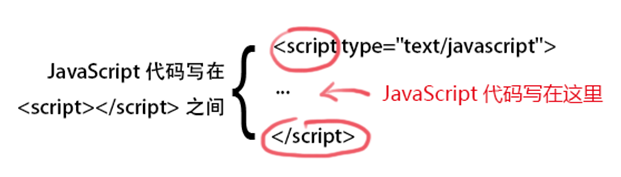 JavaScript 代码写在
<script></script> 之间
<script type="text/javascript">
...
JavaScript 代码写在这里
</script>